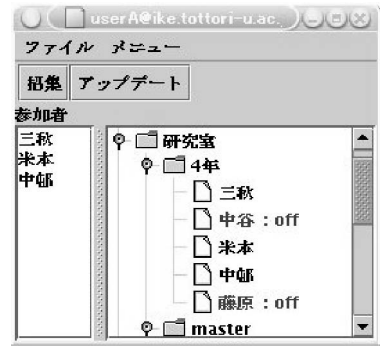 userA@ike.tottori-u.ac.
ファイル メニュー
招集 アップデート
参加者
三秋
米本
中邨
研究室
4年
三秋
中谷：off
米本
中邨
藤原：off
master